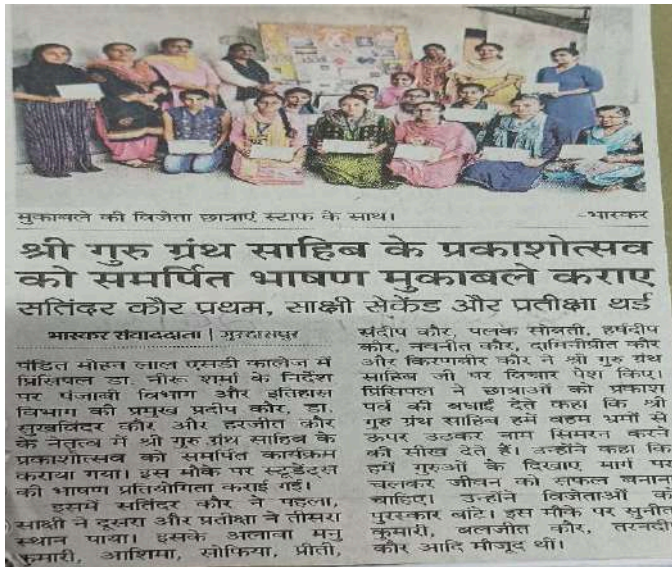 मुकाबले की विजेता छात्राएं स्टाफ के साथ।
-भास्कर
श्री गुरु ग्रंथ साहिब के प्रकाशोत्सव
को समर्पित भाषण मुकाबले कराए
सतिंदर कौर प्रथम, साक्षी सेकेंड और प्रतीक्षा थर्ड
भास्कर संवाददाता | गुरदासपुर
पंडित मोहन लाल एसडी कालेज में
प्रिंसिपल डा. नीरू शर्मा के निर्देश
पर पंजाबी विभाग और इतिहास
विभाग की प्रमुख प्रदीप कौर, डा.
सुखविंदर कौर और हरजीत कौर
के नेतृत्व में श्री गुरु ग्रंथ साहिब के
प्रकाशोत्सव को समर्पित कार्यक्रम
कराया गया। इस मौके पर स्टूडेंट्स
की भाषण प्रतियोगिता कराई गई।
इसमें सतिंदर कौर ने पहला,
साक्षी ने दूसरा और प्रतीक्षा ने तीसरा
स्थान पाया। इसके अलावा मनु
कुमारी, आशिमा, सोफिया, प्रीती,
संदीप कौर, पलक सोबती, हर्षदीप
कौर, नवनीत कौर, दामिनीप्रीत कौर
और किरणवीर कौर ने श्री गुरु ग्रंथ
साहिब जी पर विचार पेश किए।
प्रिंसिपल ने छात्राओं को प्रकाश
पर्व की बधाई देते कहा कि श्री
गुरु ग्रंथ साहिब हमें वहम भ्रमों से
ऊपर उठकर नाम सिमरन करने
की सीख देते हैं। उन्होंने कहा कि
हमें गुरुओं के दिखाए मार्ग पर
चलकर जीवन को सफल बनाना
चाहिए। उन्होंने विजेताओं को
पुरस्कार बांटे। इस मौके पर सुनीत
कुमारी, बलजीत कौर, तरनदी
कौर आदि मौजूद थीं।